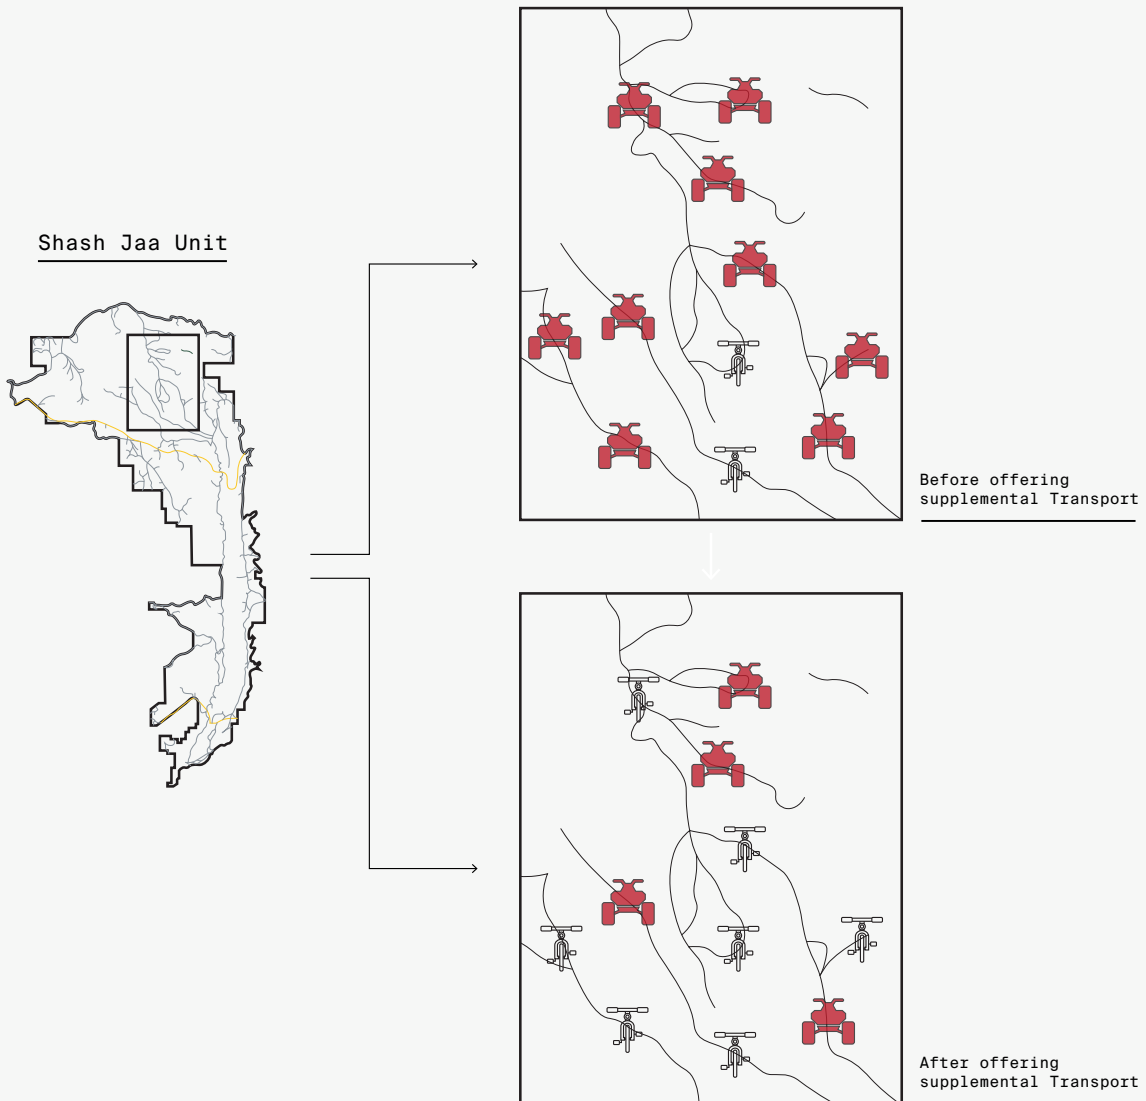 Shash Jaa Unit
Before offering
supplemental Transport
After offering
supplemental Transport